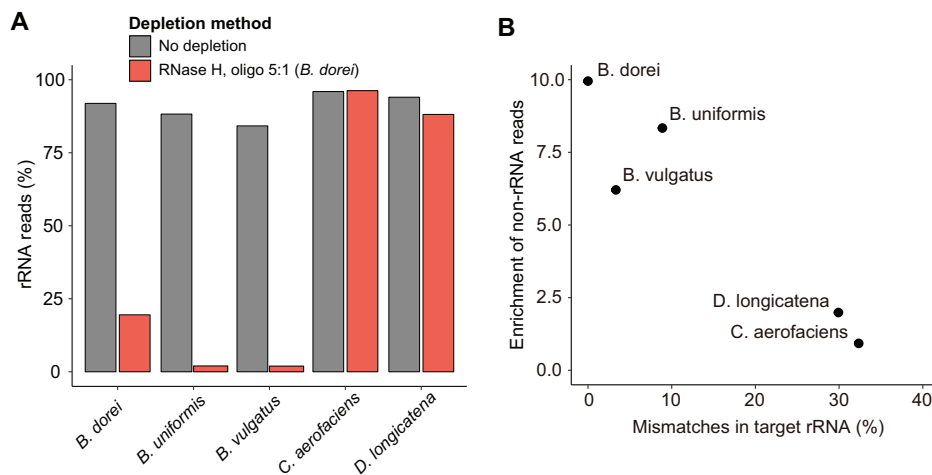 A
Depletion method
No depletion
RNase H, oligo 5:1 (B. dorei)
rRNA reads (%)
100
75
50
25
0
B. dorei
B. uniformis
B. vulgatus
C. aerofaciens
D. longicatena
B
Enrichment of non-rRNA reads
10.0
7.5
5.0
2.5
0.0
B. dorei
B. uniformis
B. vulgatus
D. longicatena
C. aerofaciens
0 10 20 30 40
Mismatches in target rRNA (%)